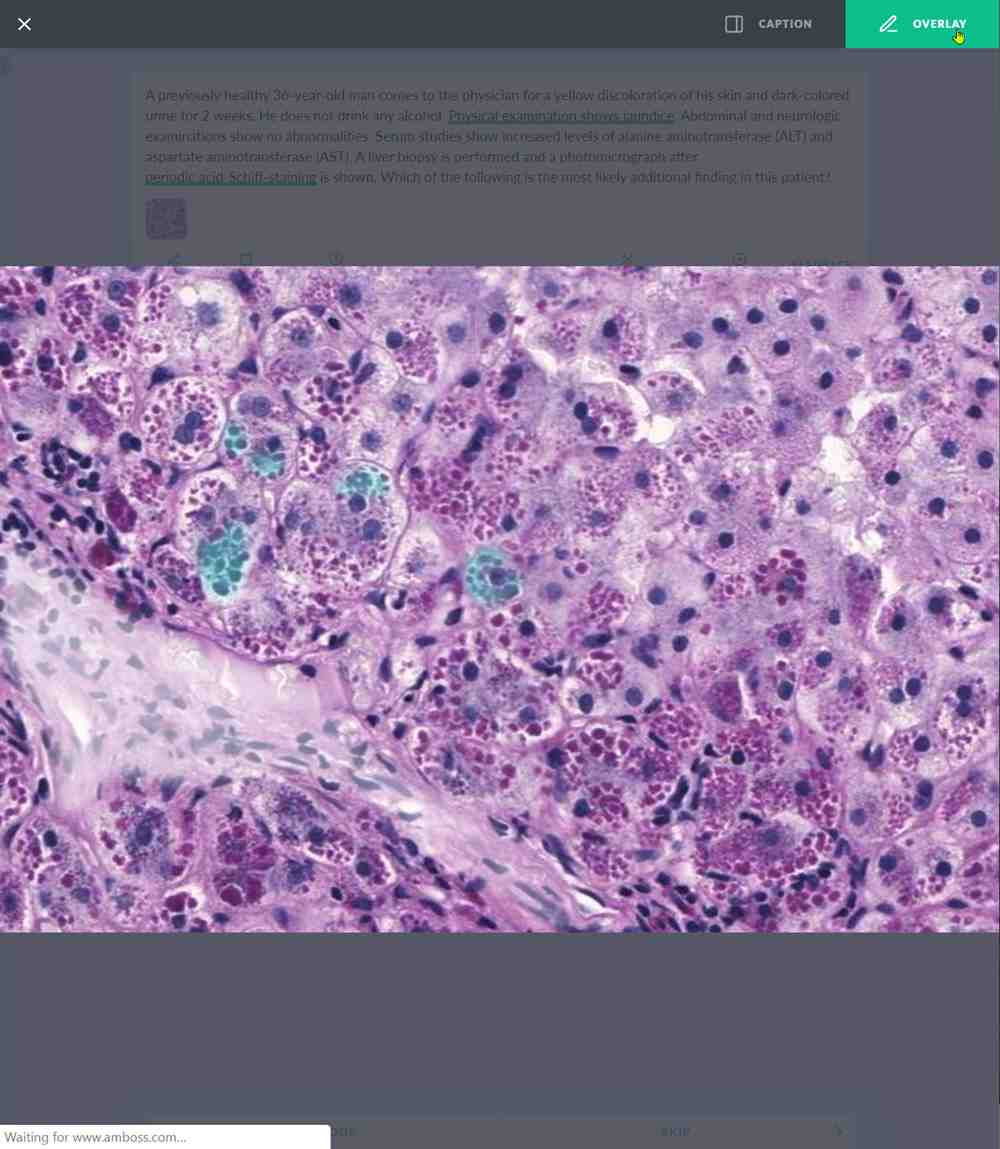 CAPTION
OVERLAY
A previously healthy 36-year-old man comes to the physician for a yellow discoloration of his skin and dark-colored
urine for 2 weeks. He does not drink any alcohol. Physical examination shows jaundice. Abdominal and neurologic
examinations show no abnormalities. Serum studies show increased levels of alanine aminotransferase (ALT) and
aspartate aminotransferase (AST). A liver biopsy is performed and a photomicrograph after
periodic acid-Schiff-staining is shown. Which of the following is the most likely additional finding in this patient?
SKIP
Waiting for www.amboss.com...